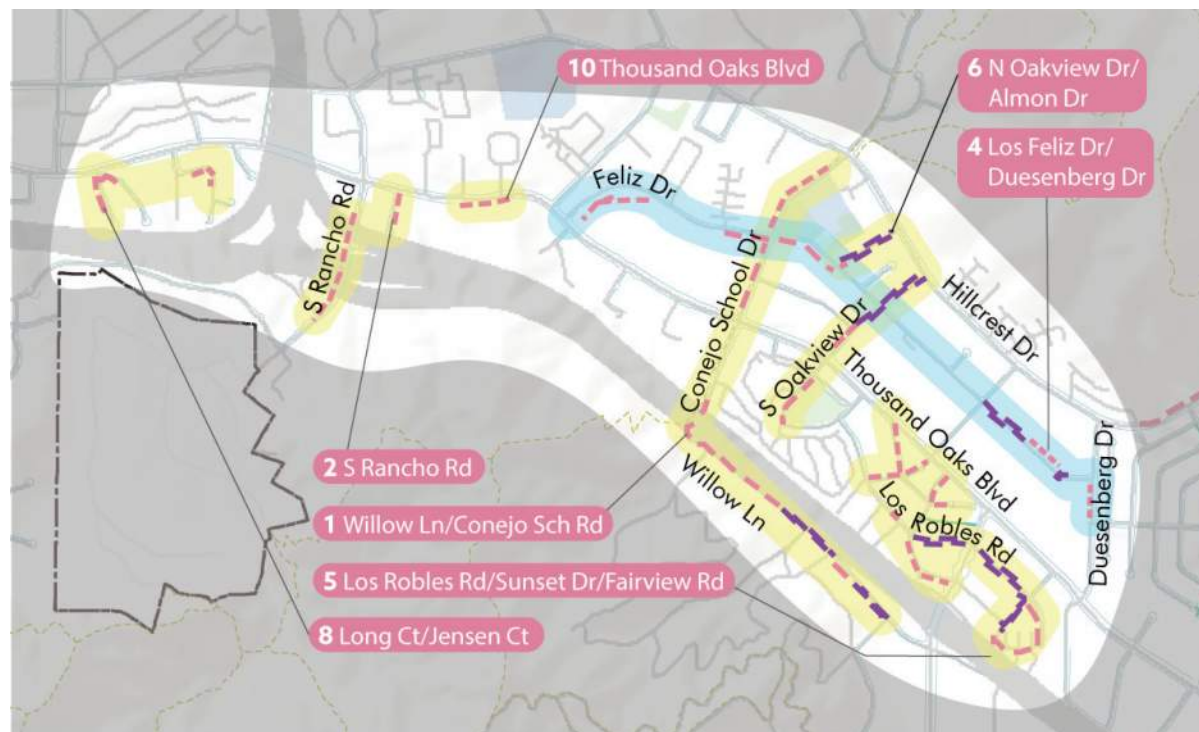 10 Thousand Oaks Blvd
6 N Oakview Dr/
Almon Dr
4 Los Feliz Dr/
Duesenberg Dr
Feliz Dr
S Rancho Rd
Conejo School Dr
Hillcrest Dr
S Oakview Dr
Thousand Oaks Blvd
Duesenberg Dr
Willow Ln
Los Robles Rd
2 S Rancho Rd
1 Willow Ln/Conejo Sch Rd
5 Los Robles Rd/Sunset Dr/Fairview Rd
8 Long Ct/Jensen Ct